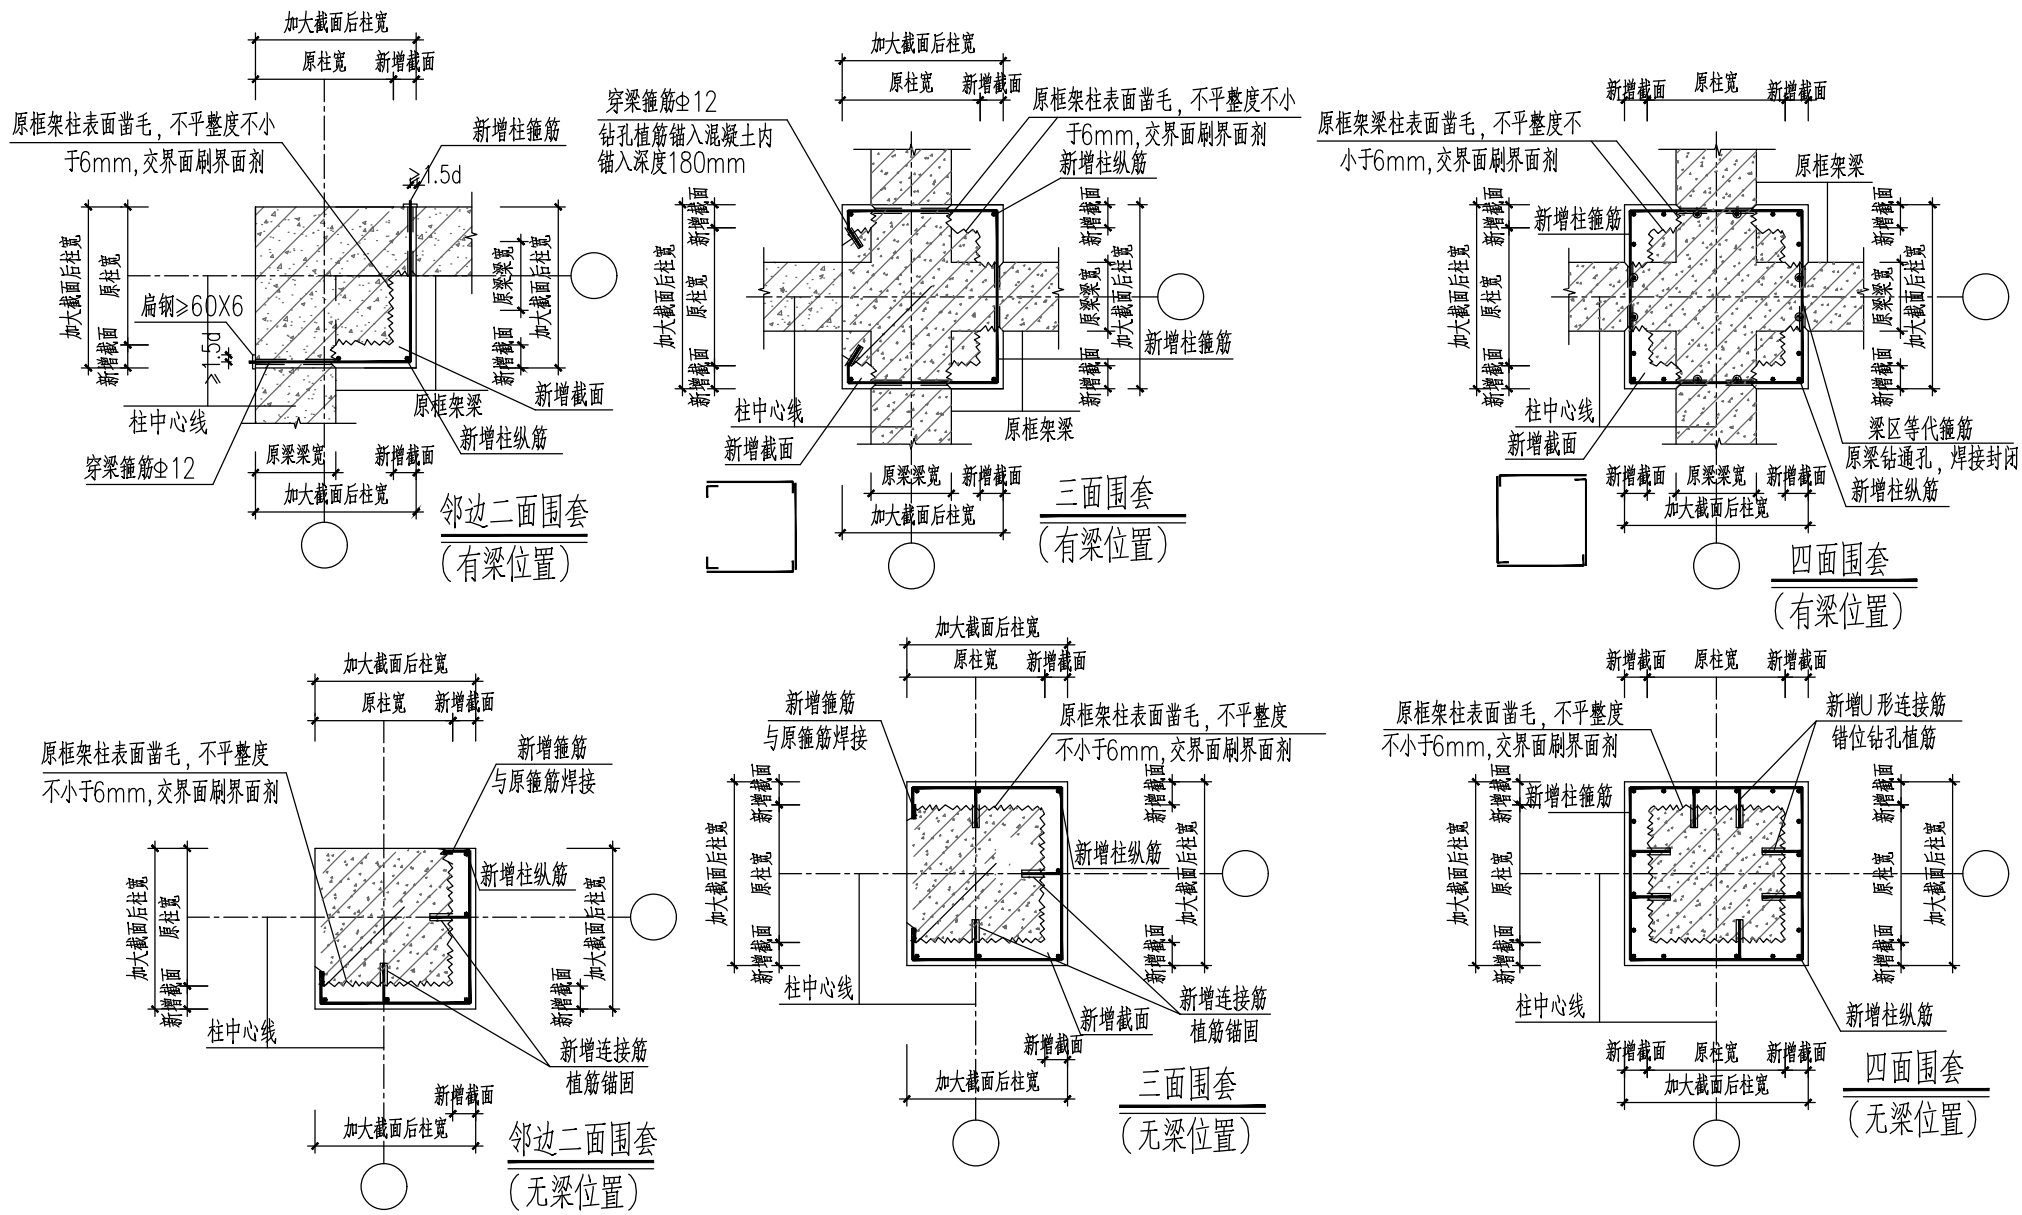 加大截面后柱宽
原柱宽
新增截面
原框架柱表面凿毛，不平整度不小
于6mm，交界面刷界面剂
新增柱箍筋
≥1.5d
加大截面后柱宽
原柱宽
新增截面
原梁梁宽
新增截面
加大截面后柱宽
扁钢≥60X6
≥1.5d
柱中心线
穿梁箍筋Φ12
原框架梁
新增截面
新增柱纵筋
原梁梁宽
新增截面
加大截面后柱宽
邻边二面围套
（有梁位置）
加大截面后柱宽
原柱宽
新增截面
穿梁箍筋Φ12
钻孔植筋锚入混凝土内
锚入深度180mm
原框架柱表面凿毛，不平整度不小
于6mm，交界面刷界面剂
新增柱纵筋
加大截面后柱宽
新增截面
原柱宽
新增截面
新增截面
原梁梁宽
新增截面
加大截面后柱宽
新增柱箍筋
柱中心线
新增截面
原框架梁
原梁梁宽
新增截面
加大截面后柱宽
三面围套
（有梁位置）
新增截面
原柱宽
新增截面
原框架梁柱表面凿毛，不平整度不
小于6mm，交界面刷界面剂
原框架梁
新增柱箍筋
加大截面后柱宽
新增截面
原柱宽
新增截面
新增截面
原梁梁宽
新增截面
加大截面后柱宽
柱中心线
新增截面
梁区等代箍筋
原梁钻通孔，焊接封闭
新增柱纵筋
新增截面
原梁梁宽
新增截面
加大截面后柱宽
四面围套
（有梁位置）
加大截面后柱宽
原柱宽
新增截面
原框架柱表面凿毛，不平整度
不小于6mm，交界面刷界面剂
新增箍筋
与原箍筋焊接
新增柱纵筋
加大截面后柱宽
原柱宽
新增截面
新增截面
加大截面后柱宽
柱中心线
新增连接筋
植筋锚固
新增截面
加大截面后柱宽
邻边二面围套
（无梁位置）
加大截面后柱宽
原柱宽
新增截面
新增箍筋
与原箍筋焊接
原框架柱表面凿毛，不平整度
不小于6mm，交界面刷界面剂
加大截面后柱宽
新增截面
原柱宽
新增截面
新增截面
新增截面
加大截面后柱宽
新增柱纵筋
柱中心线
新增连接筋
植筋锚固
新增截面
新增截面
加大截面后柱宽
三面围套
（无梁位置）
新增截面
原柱宽
新增截面
原框架柱表面凿毛，不平整度
不小于6mm，交界面刷界面剂
新增U形连接筋
错位钻孔植筋
新增柱箍筋
加大截面后柱宽
新增截面
原柱宽
新增截面
新增截面
原柱宽
新增截面
加大截面后柱宽
柱中心线
新增柱纵筋
新增截面
原柱宽
新增截面
加大截面后柱宽
四面围套
（无梁位置）